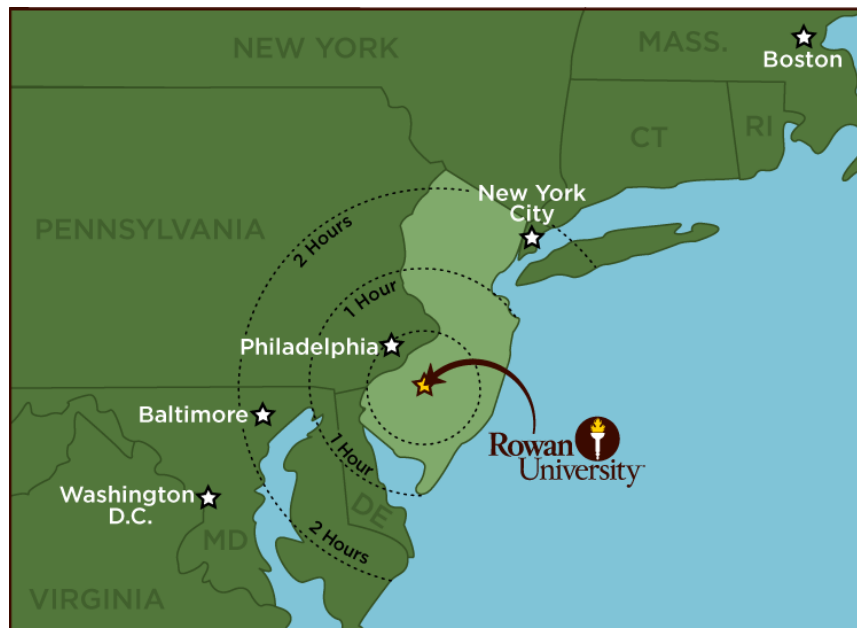 NEW YORK
MASS.
Boston
CT
RI
New York
City
PENNSYLVANIA
2 Hours
1 Hour
Philadelphia
Baltimore
Rowan
University
1 Hour
Washington
D.C.
DE
MD
2 Hours
VIRGINIA